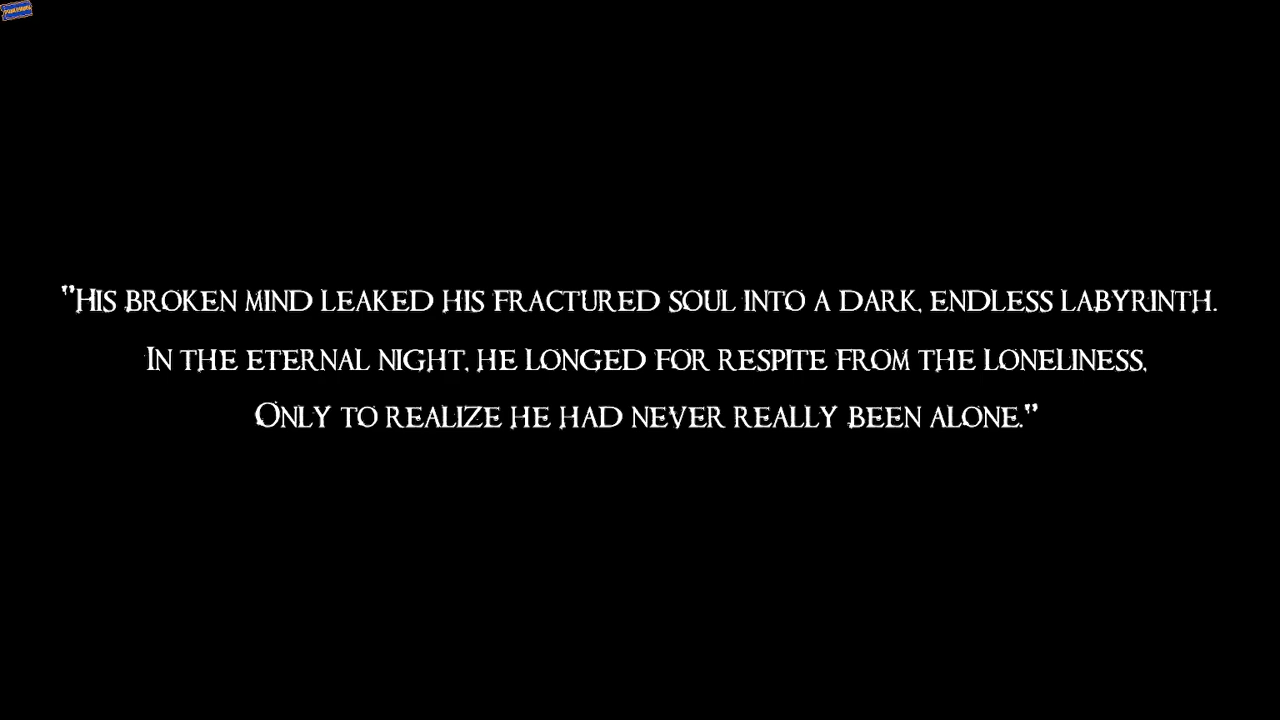 "His broken mind leaked his fractured soul into a dark, endless labyrinth.
In the eternal night, he longed for respite from the loneliness,
Only to realize he had never really been alone."